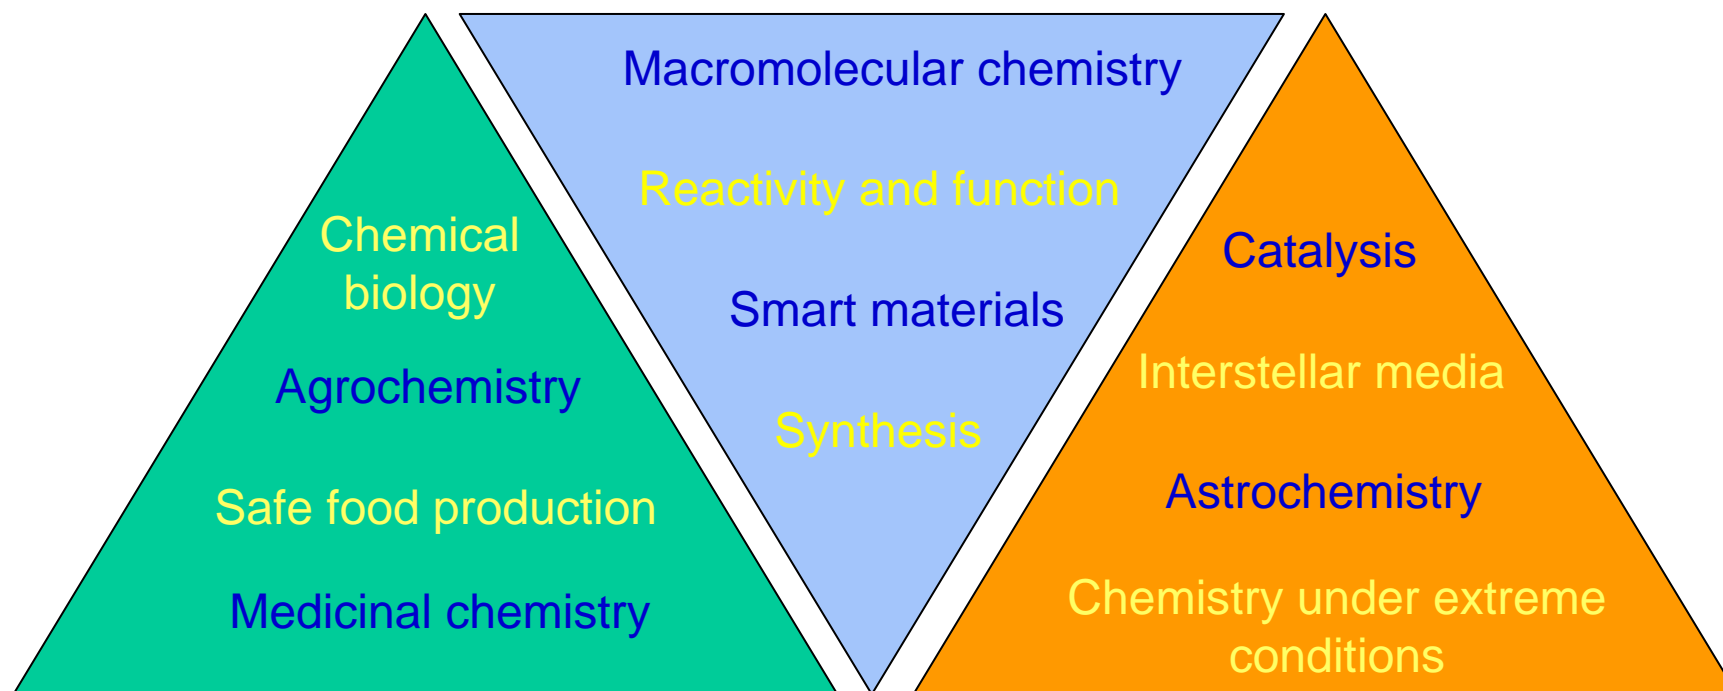 Chemical
biology
Agrochemistry
Safe food production
Medicinal chemistry
Macromolecular chemistry
Reactivity and function
Smart materials
Synthesis
Catalysis
Interstellar media
Astrochemistry
Chemistry under extreme
conditions